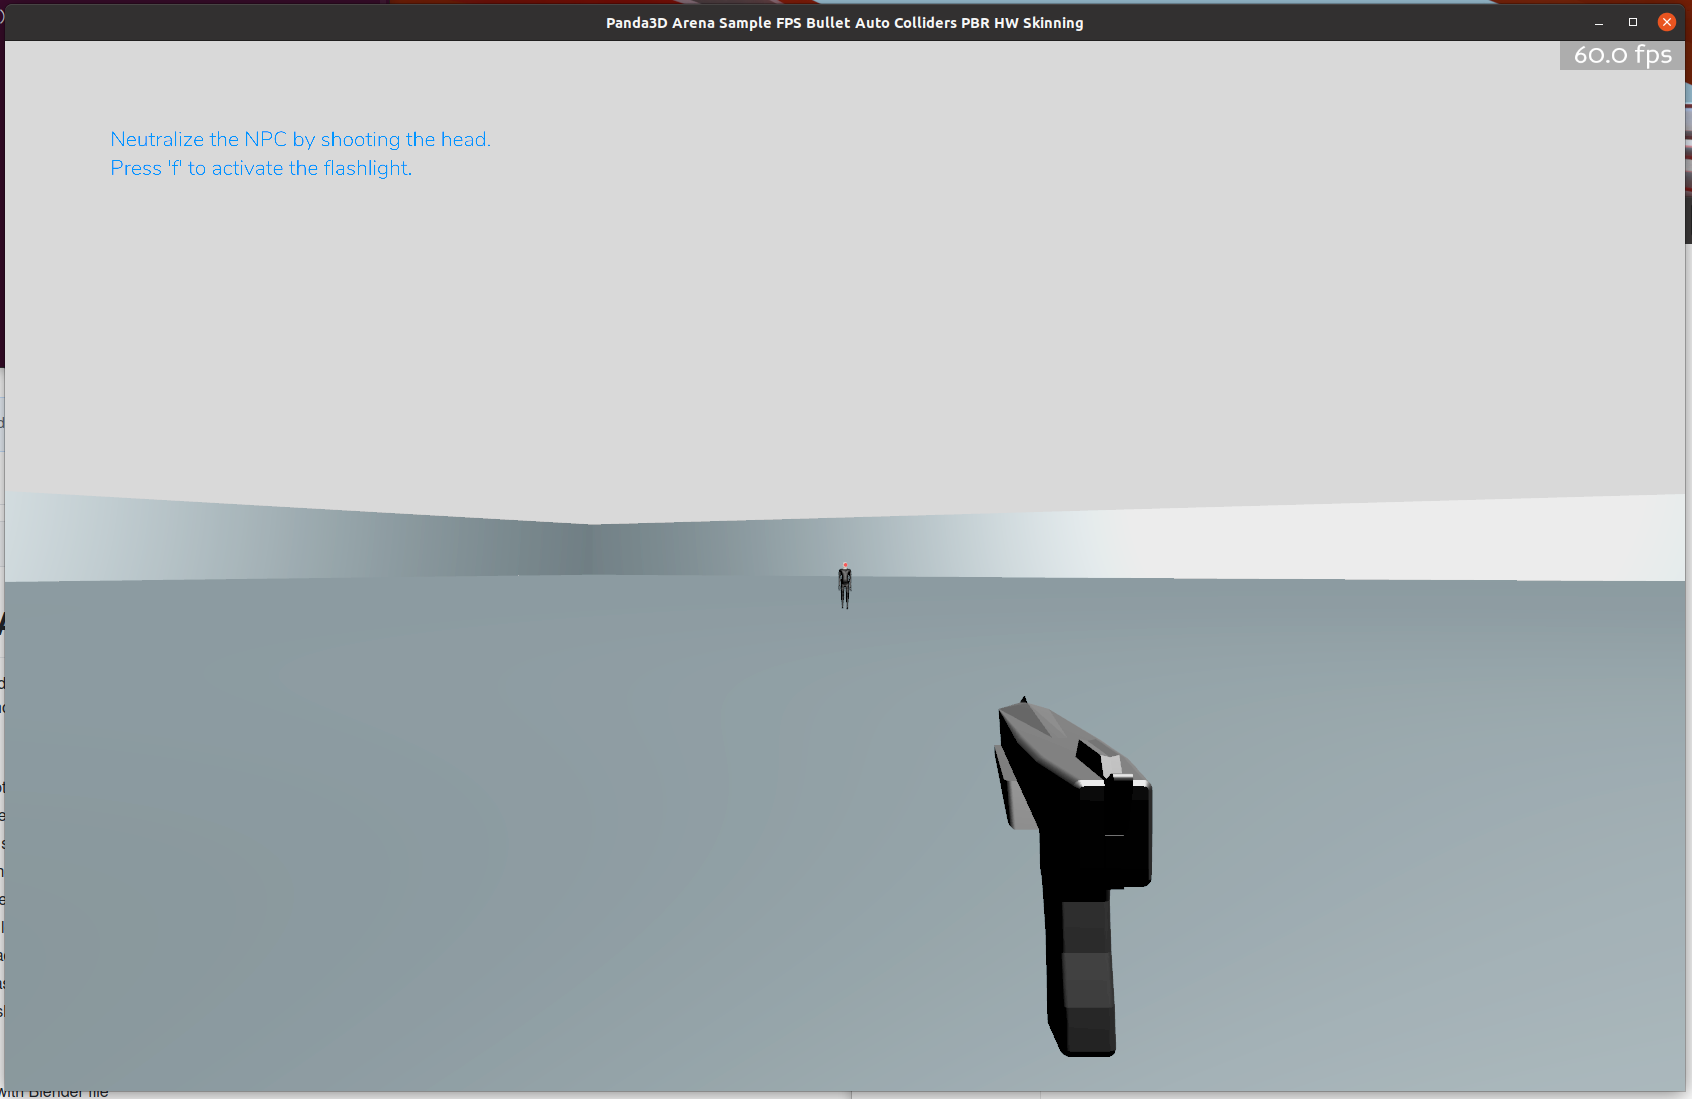 Panda3D Arena Sample FPS Bullet Auto Colliders PBR HW Skinning
60.0 fps
Neutralize the NPC by shooting the head.
Press 'f' to activate the flashlight.
with Blender file